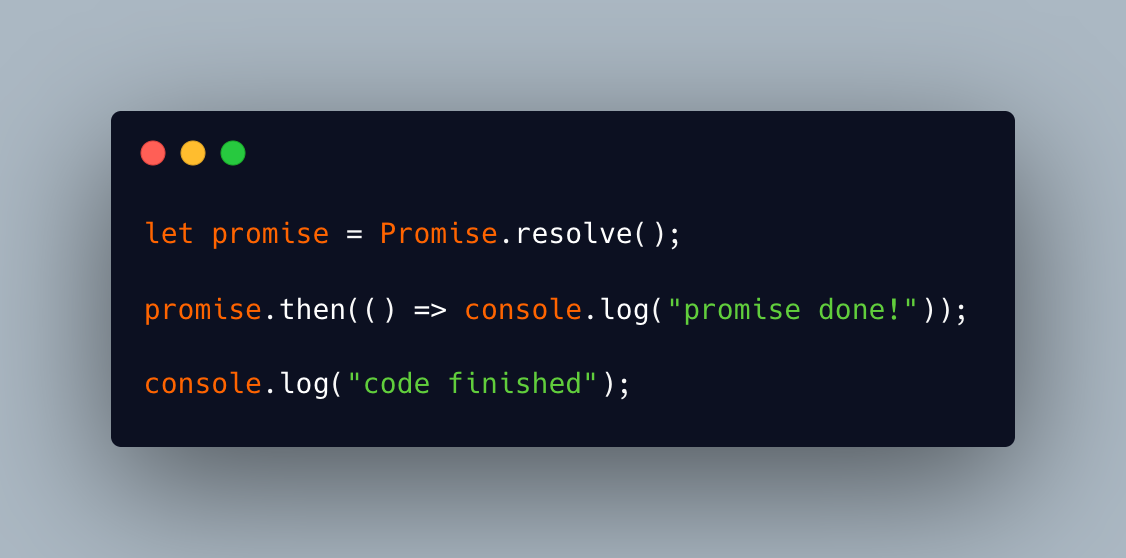 let promise = Promise.resolve();
promise.then(() => console.log("promise done!"));
console.log("code finished");